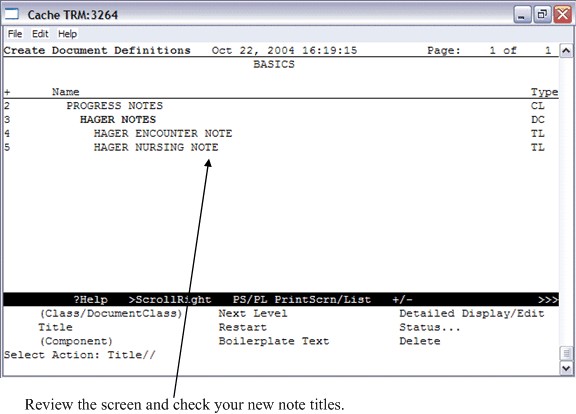 Cache TRM:3264
File Edit Help
Create Document Definitions Oct 22, 2004 16:19:15 Page: 1 of 1
BASICS
+ Name Type
2 PROGRESS NOTES CL
3 HAGER NOTES DC
4 HAGER ENCOUNTER NOTE TL
5 HAGER NURSING NOTE TL
?Help >ScrollRight PS/PL PrintScrn/List +/- >>>
(Class/DocumentClass) Next Level Detailed Display/Edit
Title Restart Status...
(Component) Boilerplate Text Delete
Select Action: Title//
Review the screen and check your new note titles.